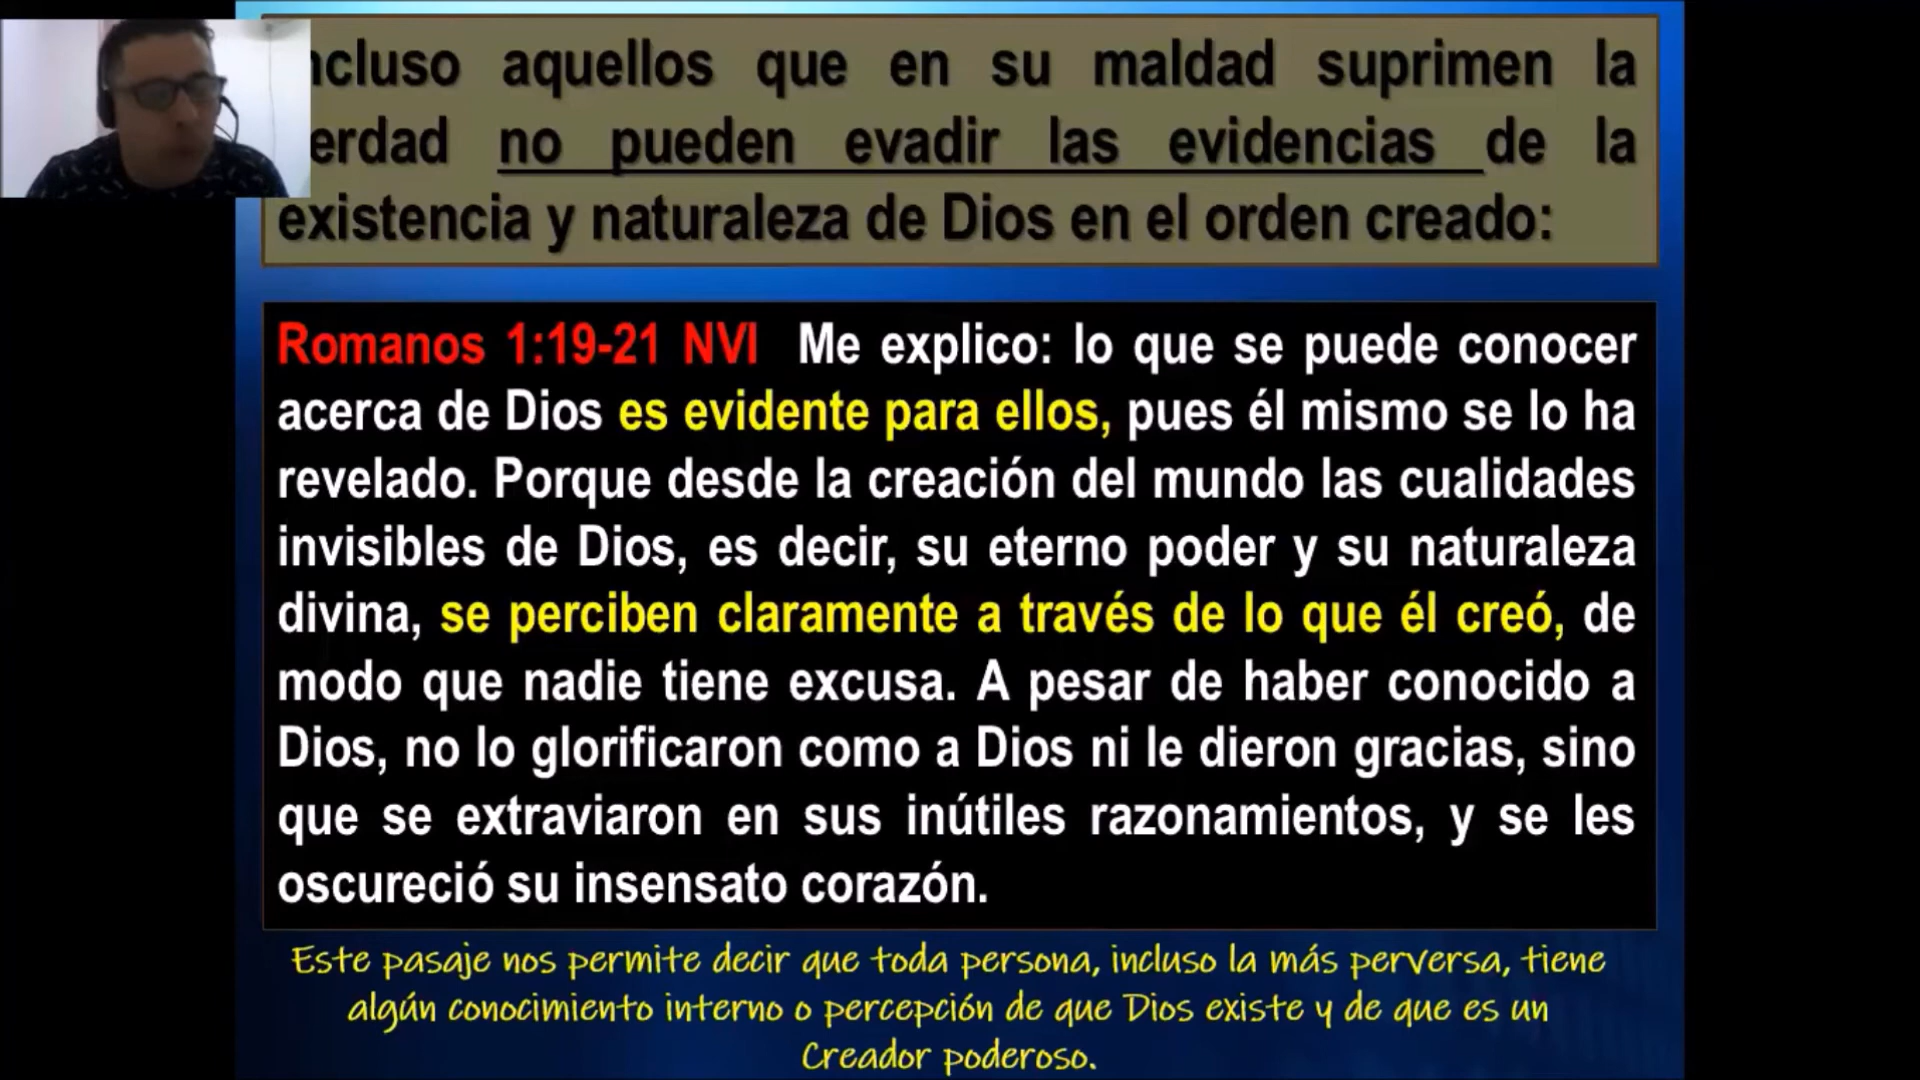 ncluso aquellos que en su maldad suprimen la
erdad no pueden evadir las evidencias de la
existencia y naturaleza de Dios en el orden creado:
Romanos 1:19-21 NVI Me explico: lo que se puede conocer
acerca de Dios es evidente para ellos, pues él mismo se lo ha
revelado. Porque desde la creación del mundo las cualidades
invisibles de Dios, es decir, su eterno poder y su naturaleza
divina, se perciben claramente a través de lo que él creó, de
modo que nadie tiene excusa. A pesar de haber conocido a
Dios, no lo glorificaron como a Dios ni le dieron gracias, sino
que se extraviaron en sus inútiles razonamientos, y se les
oscureció su insensato corazón.
Este pasaje nos permite decir que toda persona, incluso la más perversa, tiene
algún conocimiento interno o percepción de que Dios existe y de que es un
Creador poderoso.